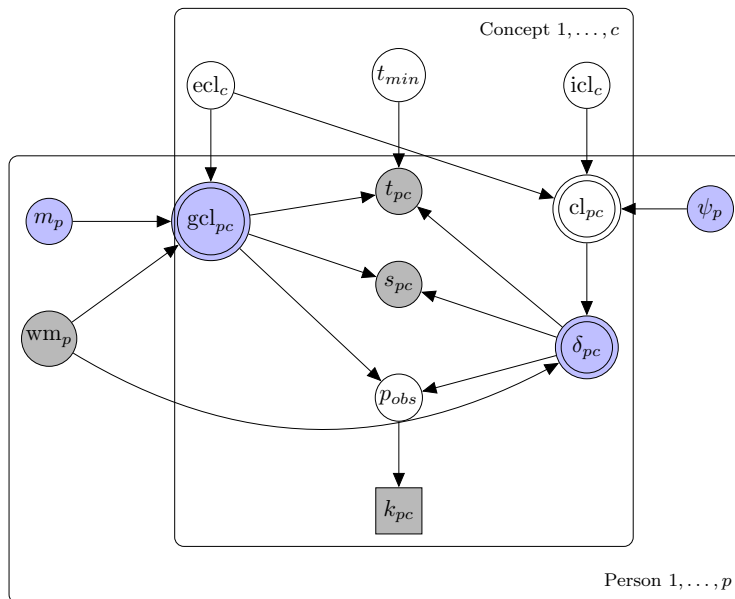 Concept 1, . . . , c
ecl_c
t_min
icl_c
m_p
gcl_pc
t_pc
cl_pc
ψ_p
s_pc
wm_p
δ_pc
p_obs
k_pc
Person 1, . . . , p